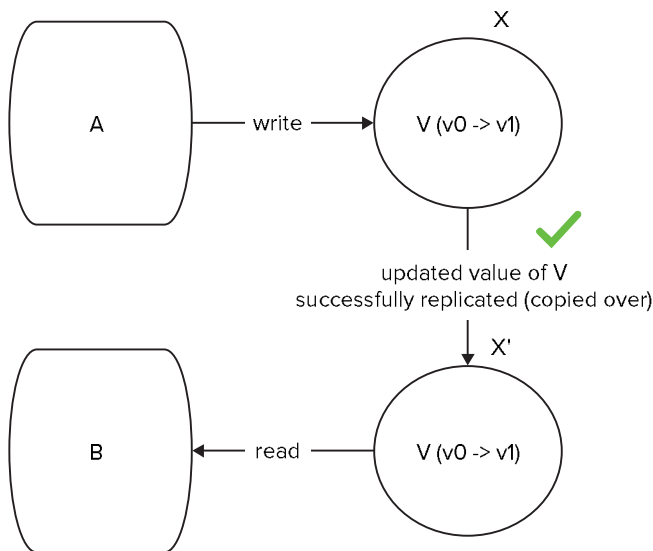 X
A
write
V (v0 -> v1)
updated value of V
successfully replicated (copied over)
X'
B
read
V (v0 -> v1)